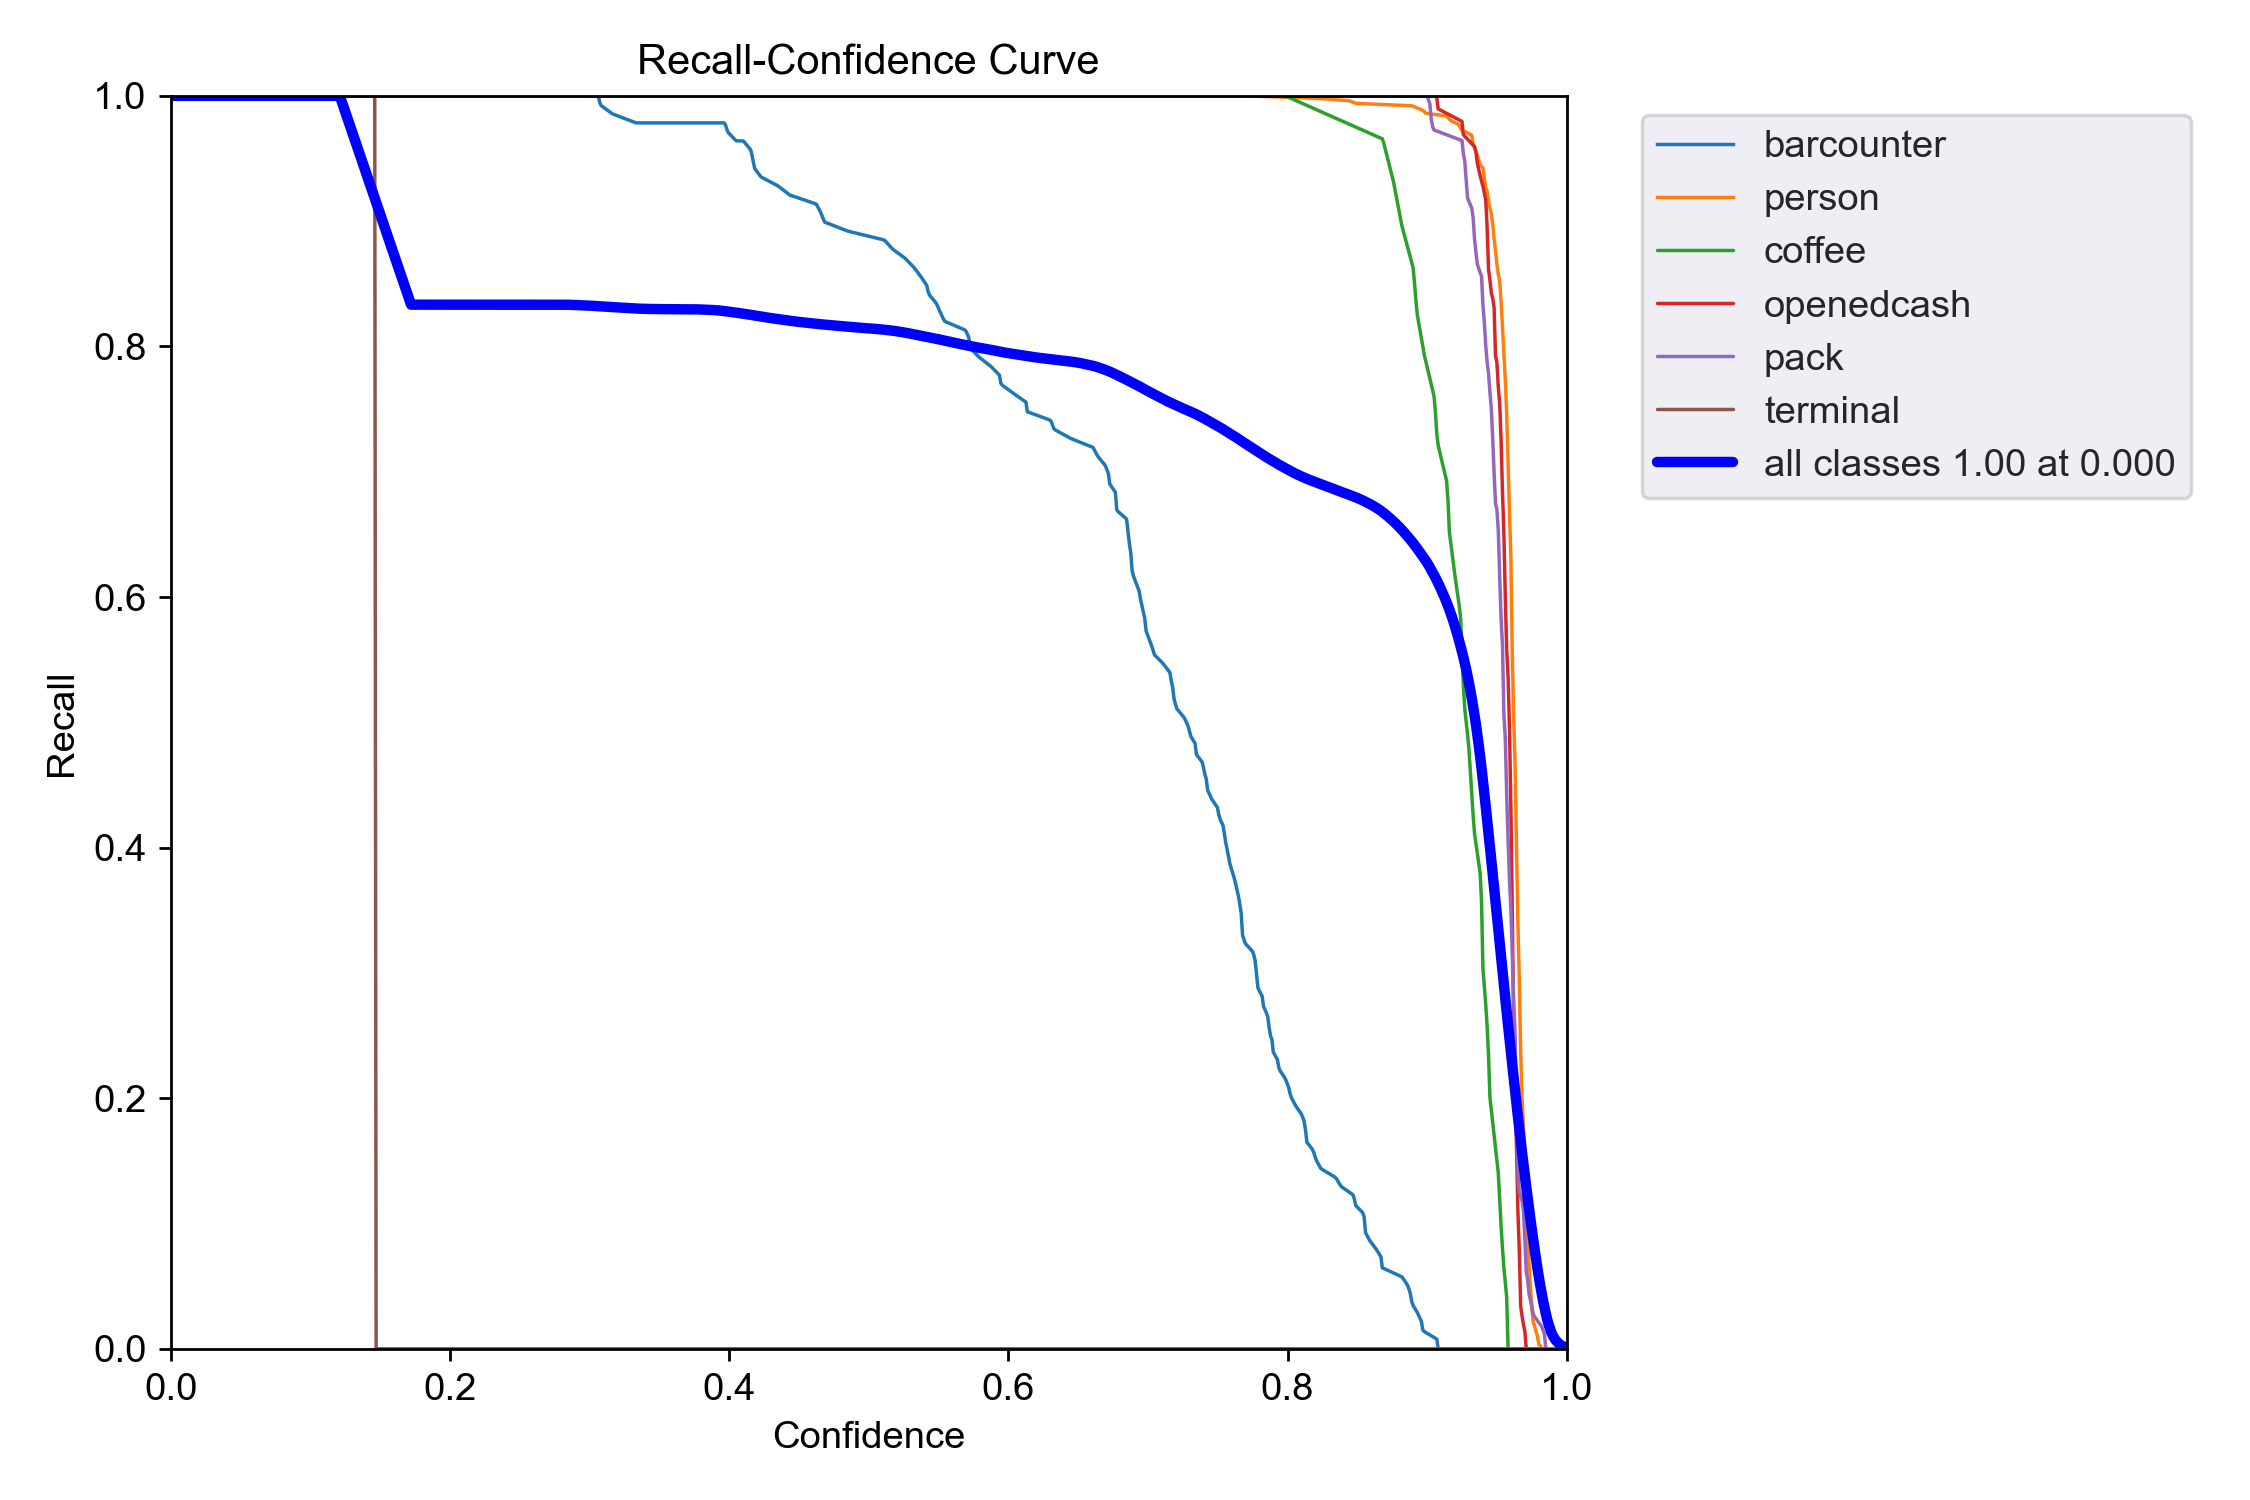 Recall-Confidence Curve
1.0
0.8
0.6
0.4
0.2
0.0
Recall
0.0 0.2 0.4 0.6 0.8 1.0
Confidence
barcounter
person
coffee
openedcash
pack
terminal
all classes 1.00 at 0.000